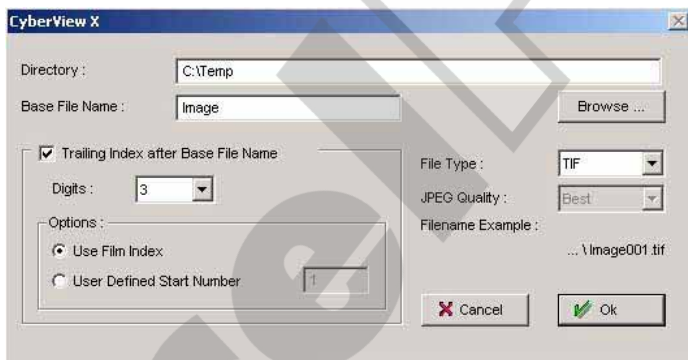 CyberView X
Directory :
C:\Temp
Base File Name :
Image
Browse ...
Trailing Index after Base File Name
Digits :
3
Options :
Use Film Index
User Defined Start Number
1
File Type :
TIF
JPEG Quality :
Best
Filename Example :
... \Image001.tif
Cancel
Ok